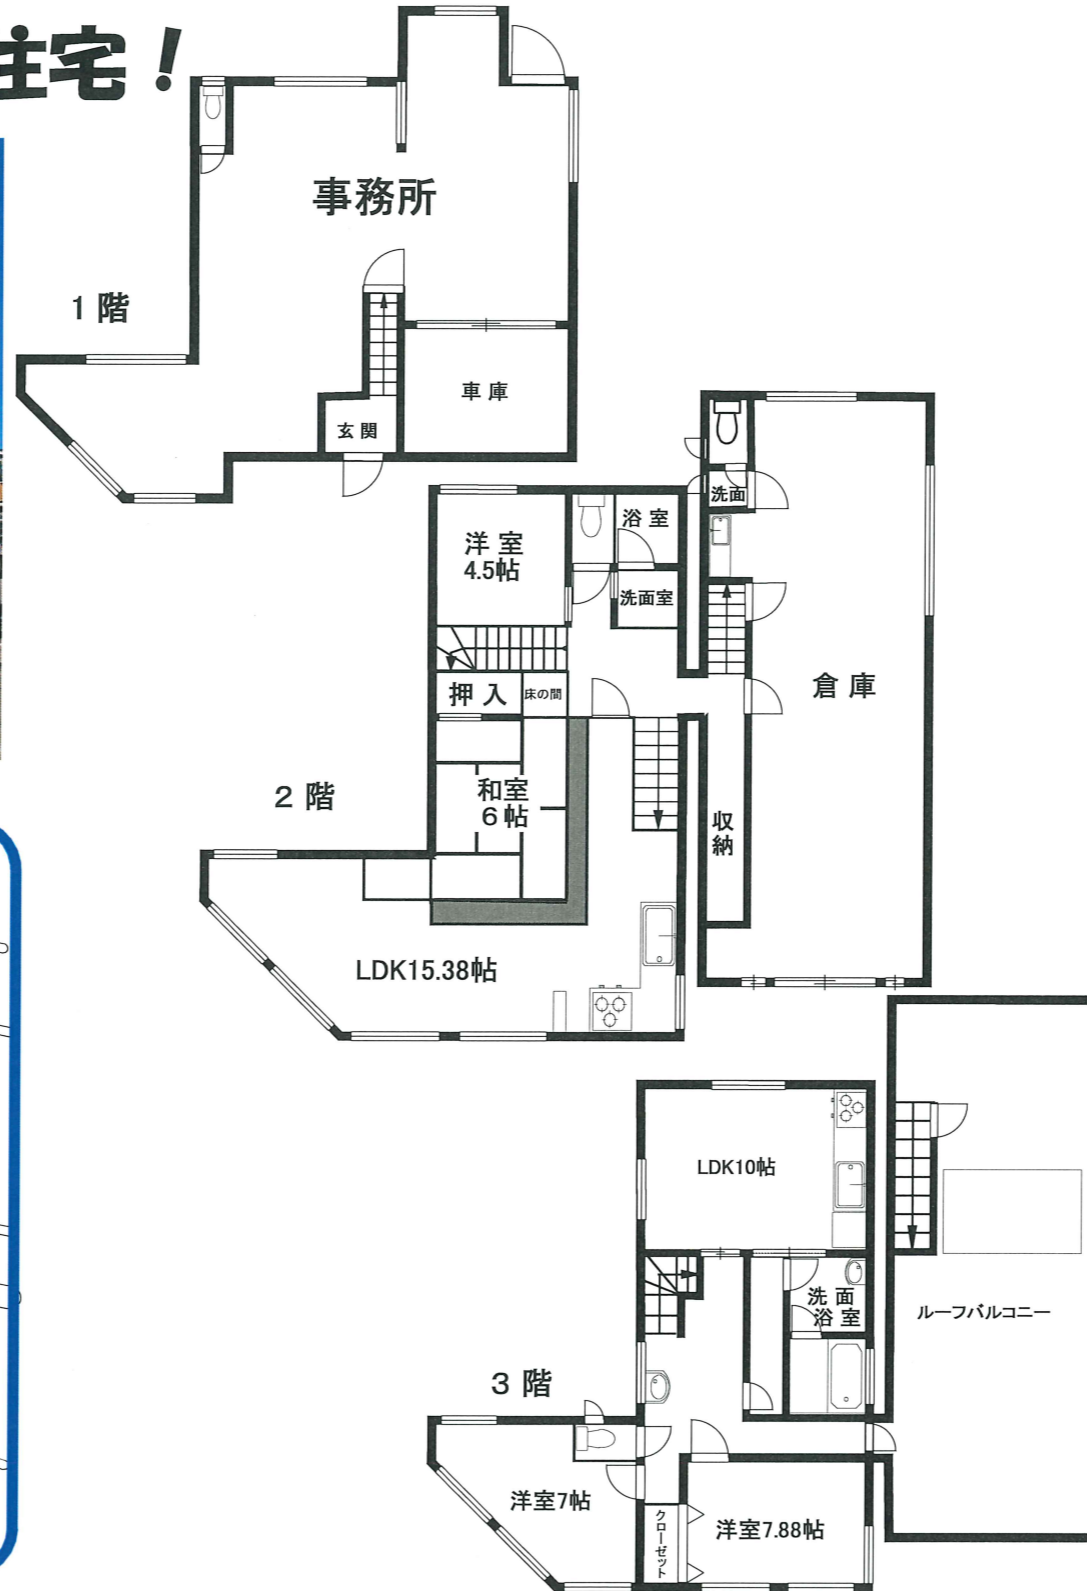 住宅！
事務所
1階
車庫
玄関
洋室
4.5帖
浴室
洗面室
洗面
押入
床の間
倉庫
2階
和室
6帖
収納
LDK15.38帖
LDK10帖
洗面
浴室
ルーフバルコニー
3階
洋室7帖
クローゼット
洋室7.88帖